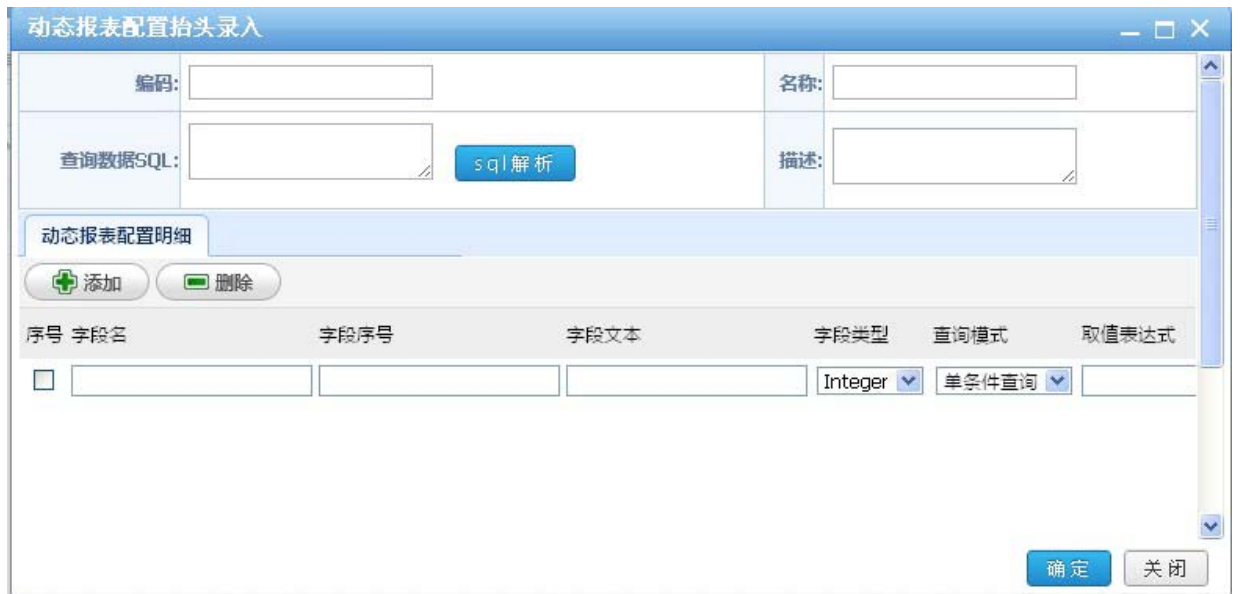 动态报表配置抬头录入
编码: 名称:
查询数据SQL: sql解析 描述:
动态报表配置明细
添加 删除
序号 字段名 字段序号 字段文本 字段类型 查询模式 取值表达式
Integer 单条件查询
确定 关闭